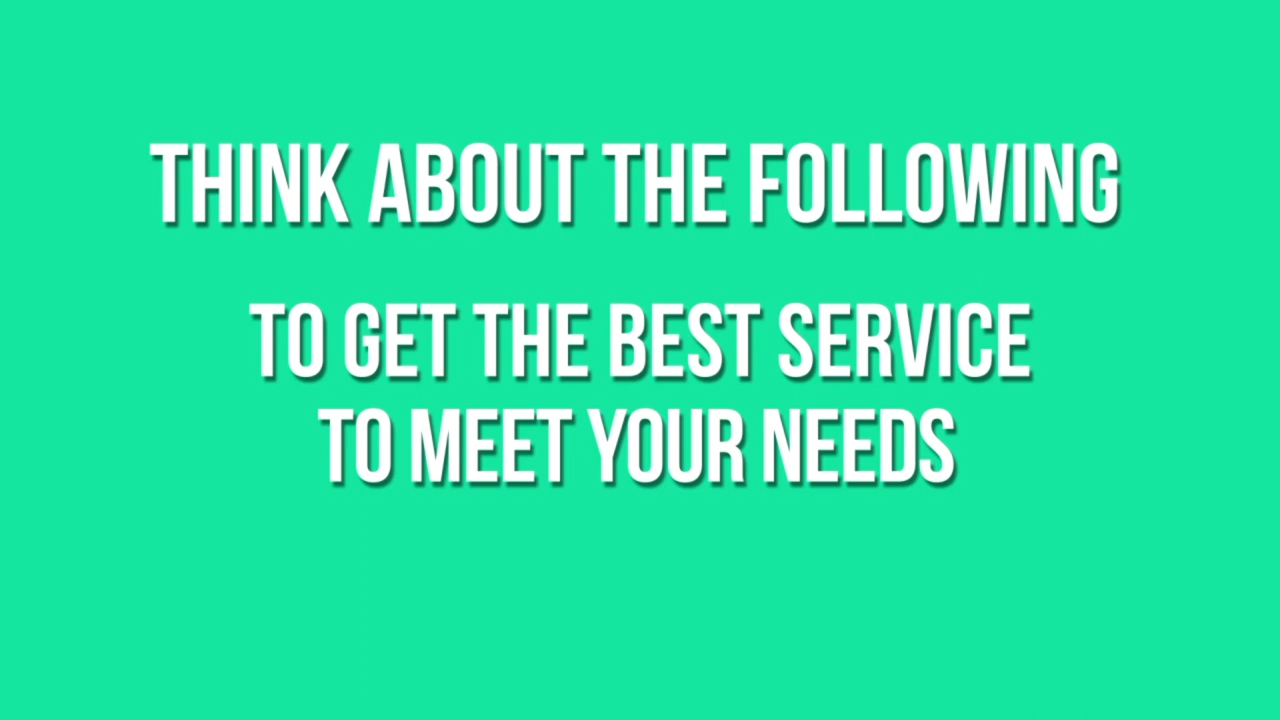 THINK ABOUT THE FOLLOWING
TO GET THE BEST SERVICE
TO MEET YOUR NEEDS